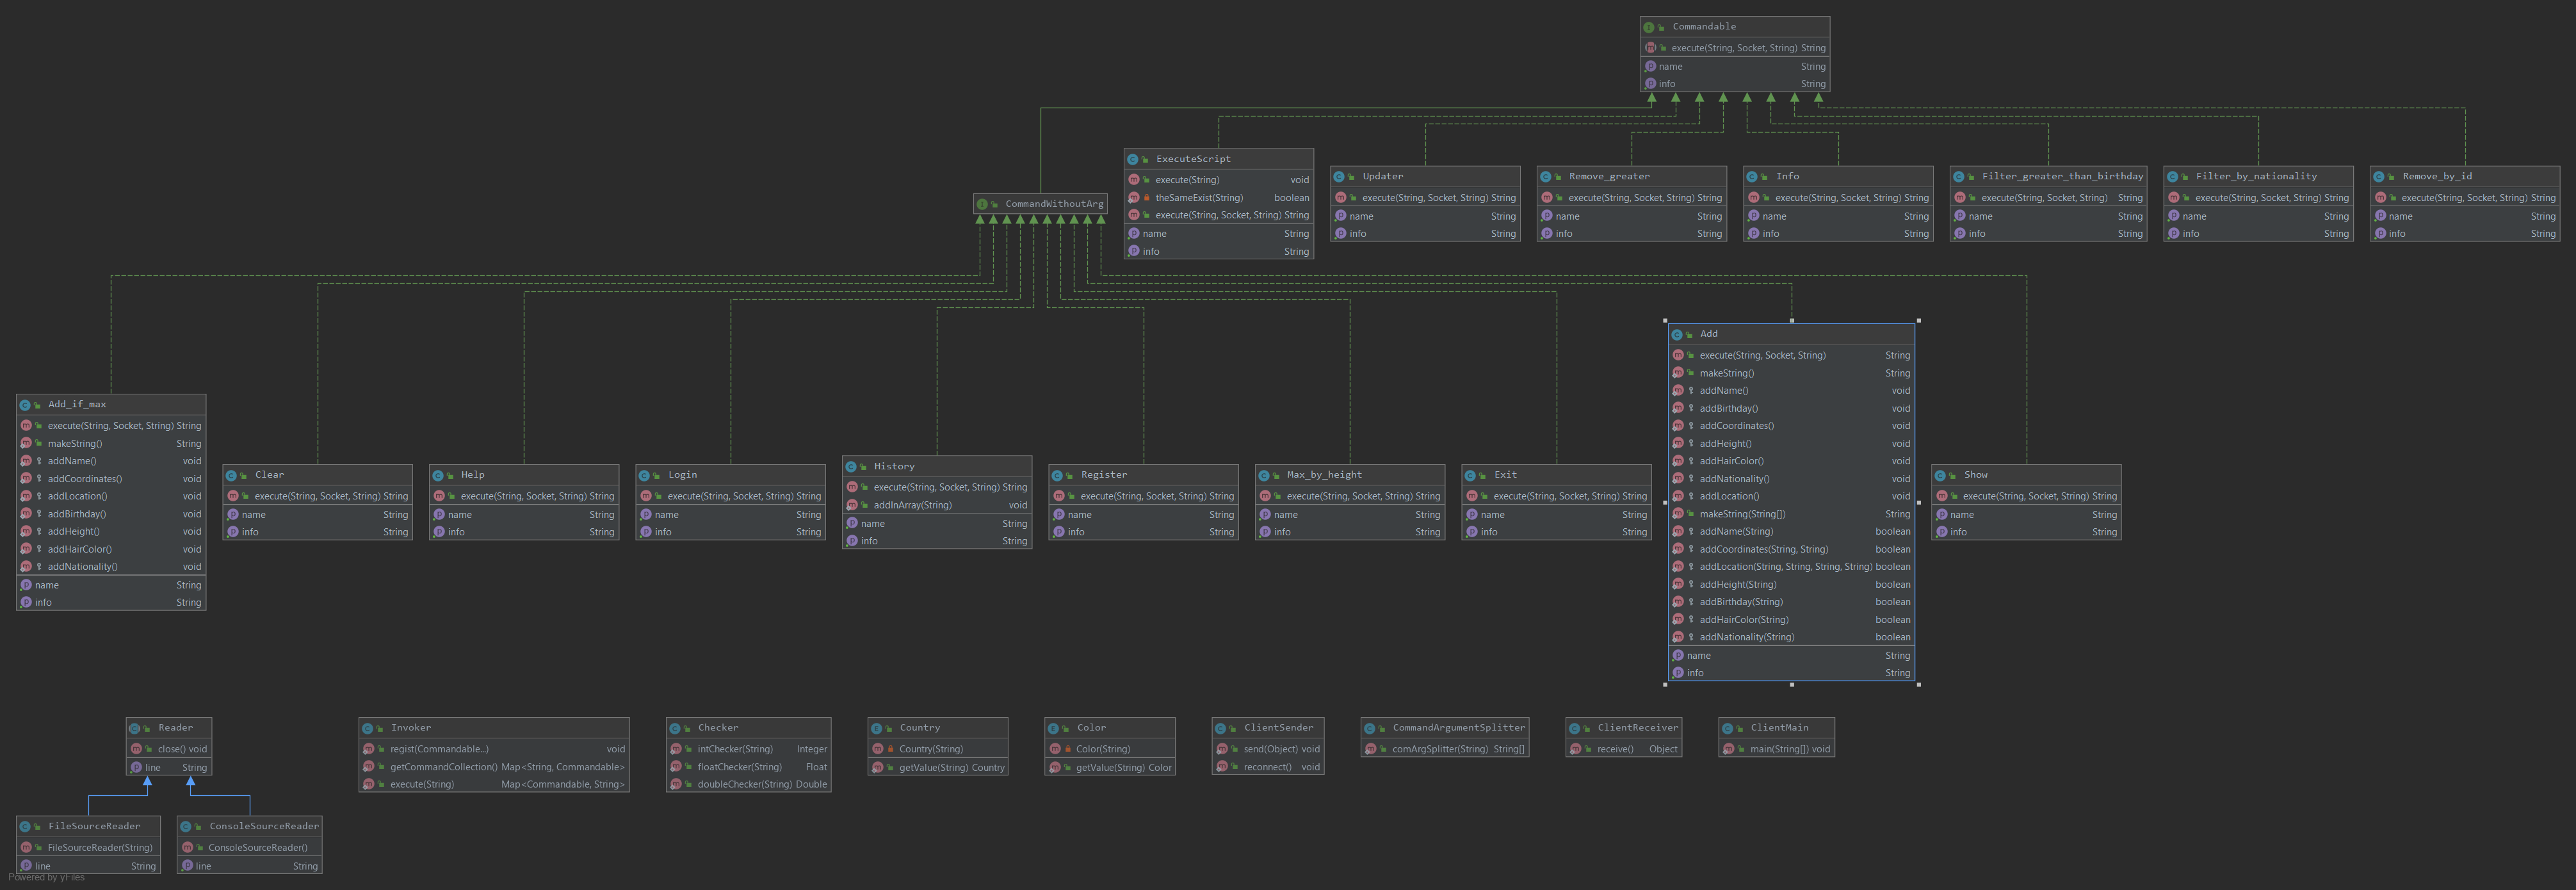 Commandable
execute(String, Socket, String) String
name String
info String
ExecuteScript
execute(String) void
theSameExist(String) boolean
execute(String, Socket, String) String
name String
info String
Updater
execute(String, Socket, String) String
name String
info String
Remove_greater
execute(String, Socket, String) String
name String
info String
Info
execute(String, Socket, String) String
name String
info String
Filter_greater_than_birthday
execute(String, Socket, String) String
name String
info String
Filter_by_nationality
execute(String, Socket, String) String
name String
info String
Remove_by_id
execute(String, Socket, String) String
name String
info String
CommandWithoutArg
Add_if_max
execute(String, Socket, String) String
makeString() String
addName() void
addCoordinates() void
addLocation() void
addBirthday() void
addHeight() void
addHairColor() void
addNationality() void
name String
info String
Clear
execute(String, Socket, String) String
name String
info String
Help
execute(String, Socket, String) String
name String
info String
Login
execute(String, Socket, String) String
name String
info String
History
execute(String, Socket, String) String
addInArray(String) void
name String
info String
Register
execute(String, Socket, String) String
name String
info String
Max_by_height
execute(String, Socket, String) String
name String
info String
Exit
execute(String, Socket, String) String
name String
info String
Add
execute(String, Socket, String) String
makeString() String
addName() void
addBirthday() void
addCoordinates() void
addHeight() void
addHairColor() void
addNationality() void
addLocation() void
makeString(String[]) String
addName(String) boolean
addCoordinates(String, String) boolean
addLocation(String, String, String, String) boolean
addHeight(String) boolean
addBirthday(String) boolean
addHairColor(String) boolean
addNationality(String) boolean
name String
info String
Show
execute(String, Socket, String) String
name String
info String
Reader
close() void
line String
Invoker
regist(Commandable...) void
getCommandCollection() Map<String, Commandable>
execute(String) Map<Commandable, String>
Checker
intChecker(String) Integer
floatChecker(String) Float
doubleChecker(String) Double
Country
Country(String)
getValue(String) Country
Color
Color(String)
getValue(String) Color
ClientSender
send(Object) void
reconnect() void
CommandArgumentSplitter
comArgSplitter(String) String[]
ClientReceiver
receive() Object
ClientMain
main(String[]) void
FileSourceReader
FileSourceReader(String)
line String
ConsoleSourceReader
ConsoleSourceReader()
line String
Powered by yFiles